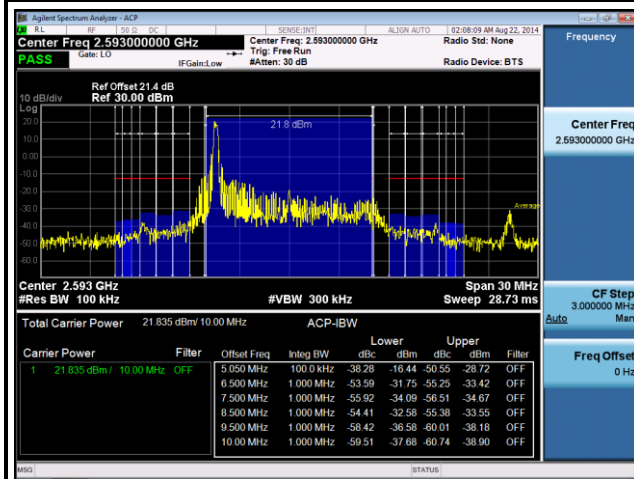 Agilent Spectrum Analyzer - ACP
RL RF 50 Ω DC SENSE:INT ALIGN AUTO 02:08:09 AM Aug 22, 2014
Center Freq 2.593000000 GHz
Center Freq: 2.593000000 GHz
Radio Std: None
Trig: Free Run
PASS Gate: LO
IFGain:Low #Atten: 30 dB
Radio Device: BTS
Ref Offset 21.4 dB
10 dB/div Ref 30.00 dBm
Log
20.0
10.0
0.00
-10.0
-20.0
-30.0
-40.0
-50.0
-60.0
21.8 dBm
Average
Center 2.593 GHz Span 30 MHz
#Res BW 100 kHz #VBW 300 kHz Sweep 28.73 ms
Total Carrier Power 21.835 dBm/ 10.00 MHz ACP-IBW
Lower Upper
Carrier Power Filter Offset Freq Integ BW dBc dBm dBc dBm Filter
1 21.835 dBm / 10.00 MHz OFF
5.050 MHz 100.0 kHz -38.28 -16.44 -50.55 -28.72 OFF
6.500 MHz 1.000 MHz -53.59 -31.75 -55.25 -33.42 OFF
7.500 MHz 1.000 MHz -55.92 -34.09 -56.51 -34.67 OFF
8.500 MHz 1.000 MHz -54.41 -32.58 -55.38 -33.55 OFF
9.500 MHz 1.000 MHz -58.42 -36.58 -60.01 -38.18 OFF
10.00 MHz 1.000 MHz -59.51 -37.68 -60.74 -38.90 OFF
MSG STATUS
Frequency
Center Freq
2.593000000 GHz
CF Step
3.000000 MHz
Auto Man
Freq Offset
0 Hz